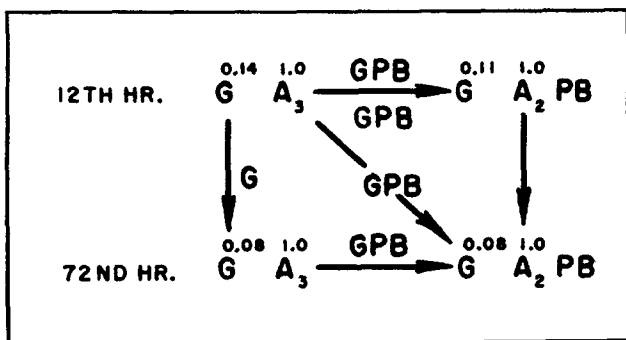 0.14 1.0 GPB 0.11 1.0
12TH HR. G A₃ G A₂ PB
GPB
G GPB
0.08 1.0 GPB 0.08 1.0
72ND HR. G A₃ G A₂ PB